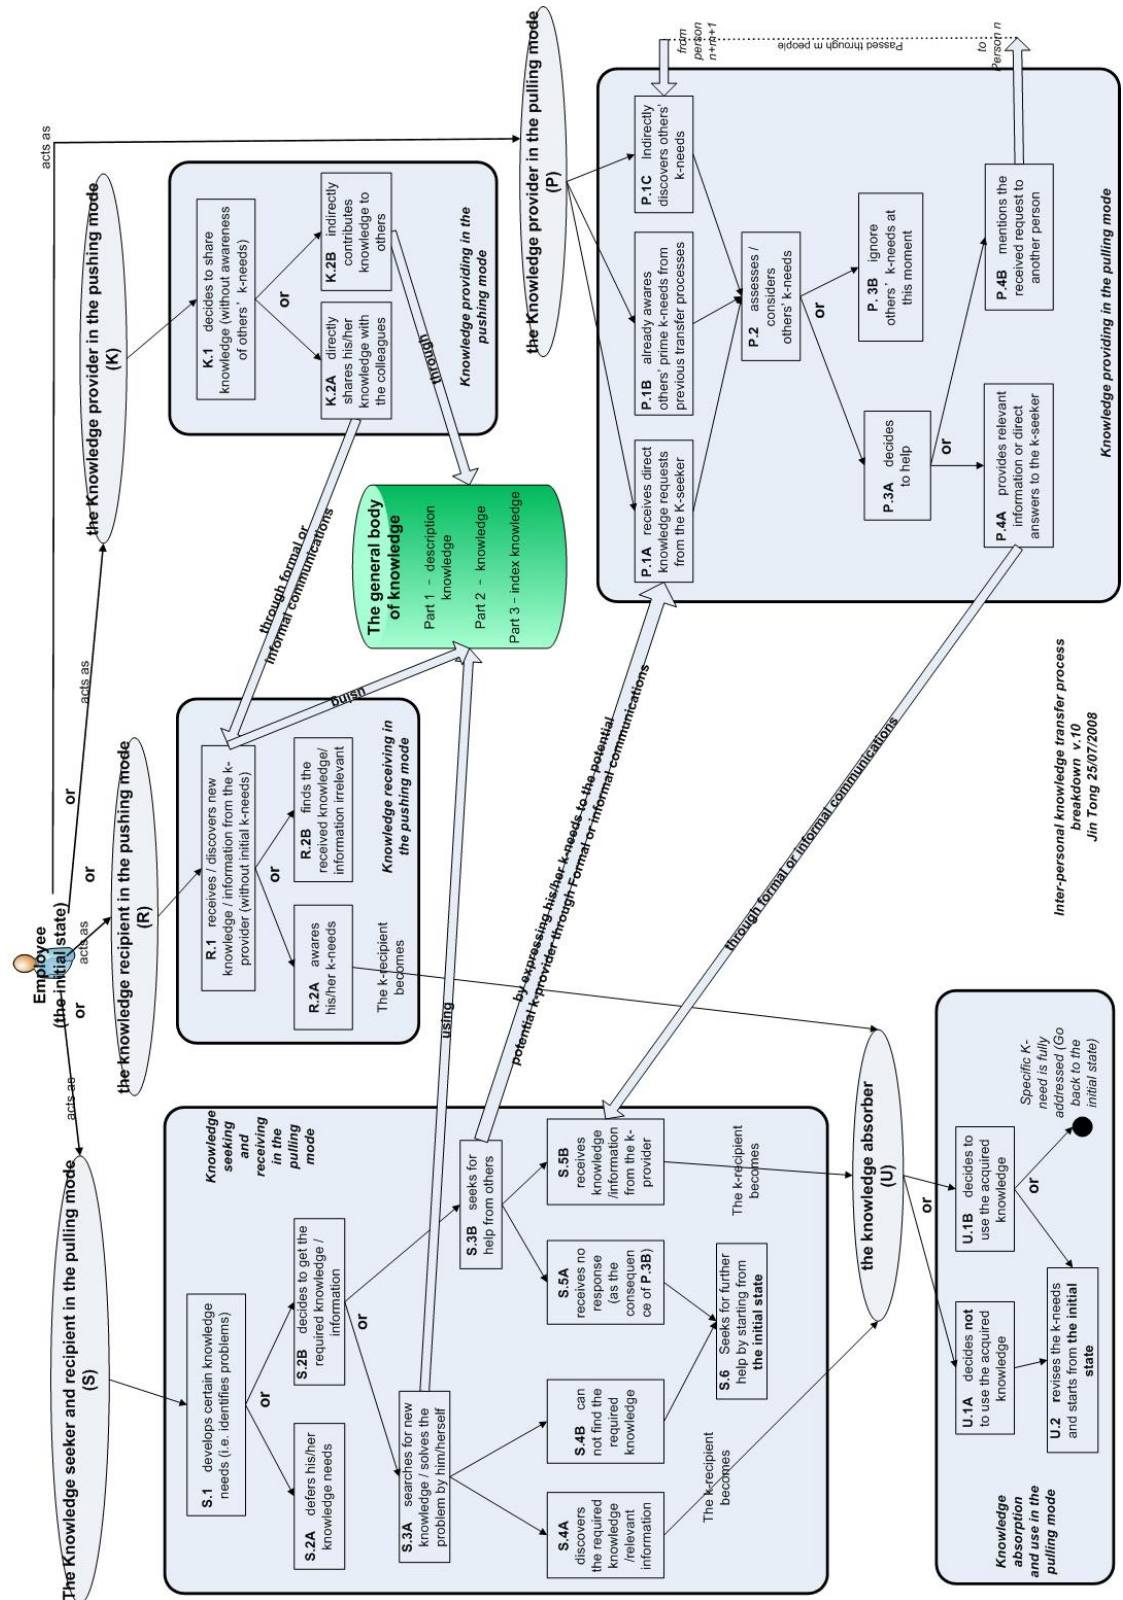 Employee
(the initial state)
acts as
or
acts as
or
acts as
or
acts as
The Knowledge seeker and recipient in the pulling mode
(S)
the knowledge recipient in the pushing mode
(R)
the Knowledge provider in the pushing mode
(K)
the Knowledge provider in the pulling mode
(P)
Knowledge
seeking
and
receiving
in the
pulling
mode
S.1 develops certain knowledge
needs (i.e. identifies problems)
or
S.2A defers his/her
knowledge needs
S.2B decides to get the
required knowledge /
information
or
S.3A searches for new
knowledge / solves the
problem by him/herself
S.3B seeks for
help from others
S.4A
discovers
the required
knowledge
/relevant
information
S.4B can
not find the
required
knowledge
S.5A
receives no
response
(as the
consequen
ce of P.3B)
S.5B
receives
knowledge
/information
from the k-
provider
S.6 Seeks for further
help by starting from
the initial state
The k-recipient
becomes
The k-recipient
becomes
R.1 receives / discovers new
knowledge / information from the k-
provider (without initial k-needs)
or
R.2A awares
his/her k-needs
R.2B finds the
received knowledge/
information irrelevant
The k-recipient
becomes
Knowledge receiving in
the pushing mode
K.1 decides to share
knowledge (without awareness
of others' k-needs)
or
K.2A directly
shares his/her
knowledge with
the colleagues
K.2B indirectly
contributes
knowledge to
others
Knowledge providing in the
pushing mode
through formal or
informal communications
through
using
using
The general body
of knowledge
Part 1 – description
knowledge
Part 2 – knowledge
Part 3 – index knowledge
by expressing his/her k-needs to the potential
potential k-provider through Formal or informal communications
through formal or informal communications
P.1A receives direct
knowledge requests
from the K-seeker
P.1B already awares
others' prime k-needs from
previous transfer processes
P.1C Indirectly
discovers others'
k-needs
from
person
n+m+1
Passed through m people
to
Person n
P.2 assesses /
considers
others' k-needs
or
P.3A decides
to help
P. 3B ignore
others' k-needs at
this moment
or
P.4A provides relevant
information or direct
answers to the k-seeker
P.4B mentions the
received request to
another person
Knowledge providing in the pulling mode
the knowledge absorber
(U)
or
U.1A decides not
to use the acquired
knowledge
U.1B decides to
use the acquired
knowledge
or
U.2 revises the k-needs
and starts from the initial
state
Specific K-
need is fully
addressed (Go
back to the
initial state)
Knowledge
absorption
and use in the
pulling mode
Inter-personal knowledge transfer process
breakdown v.10
Jin Tong 25/07/2008